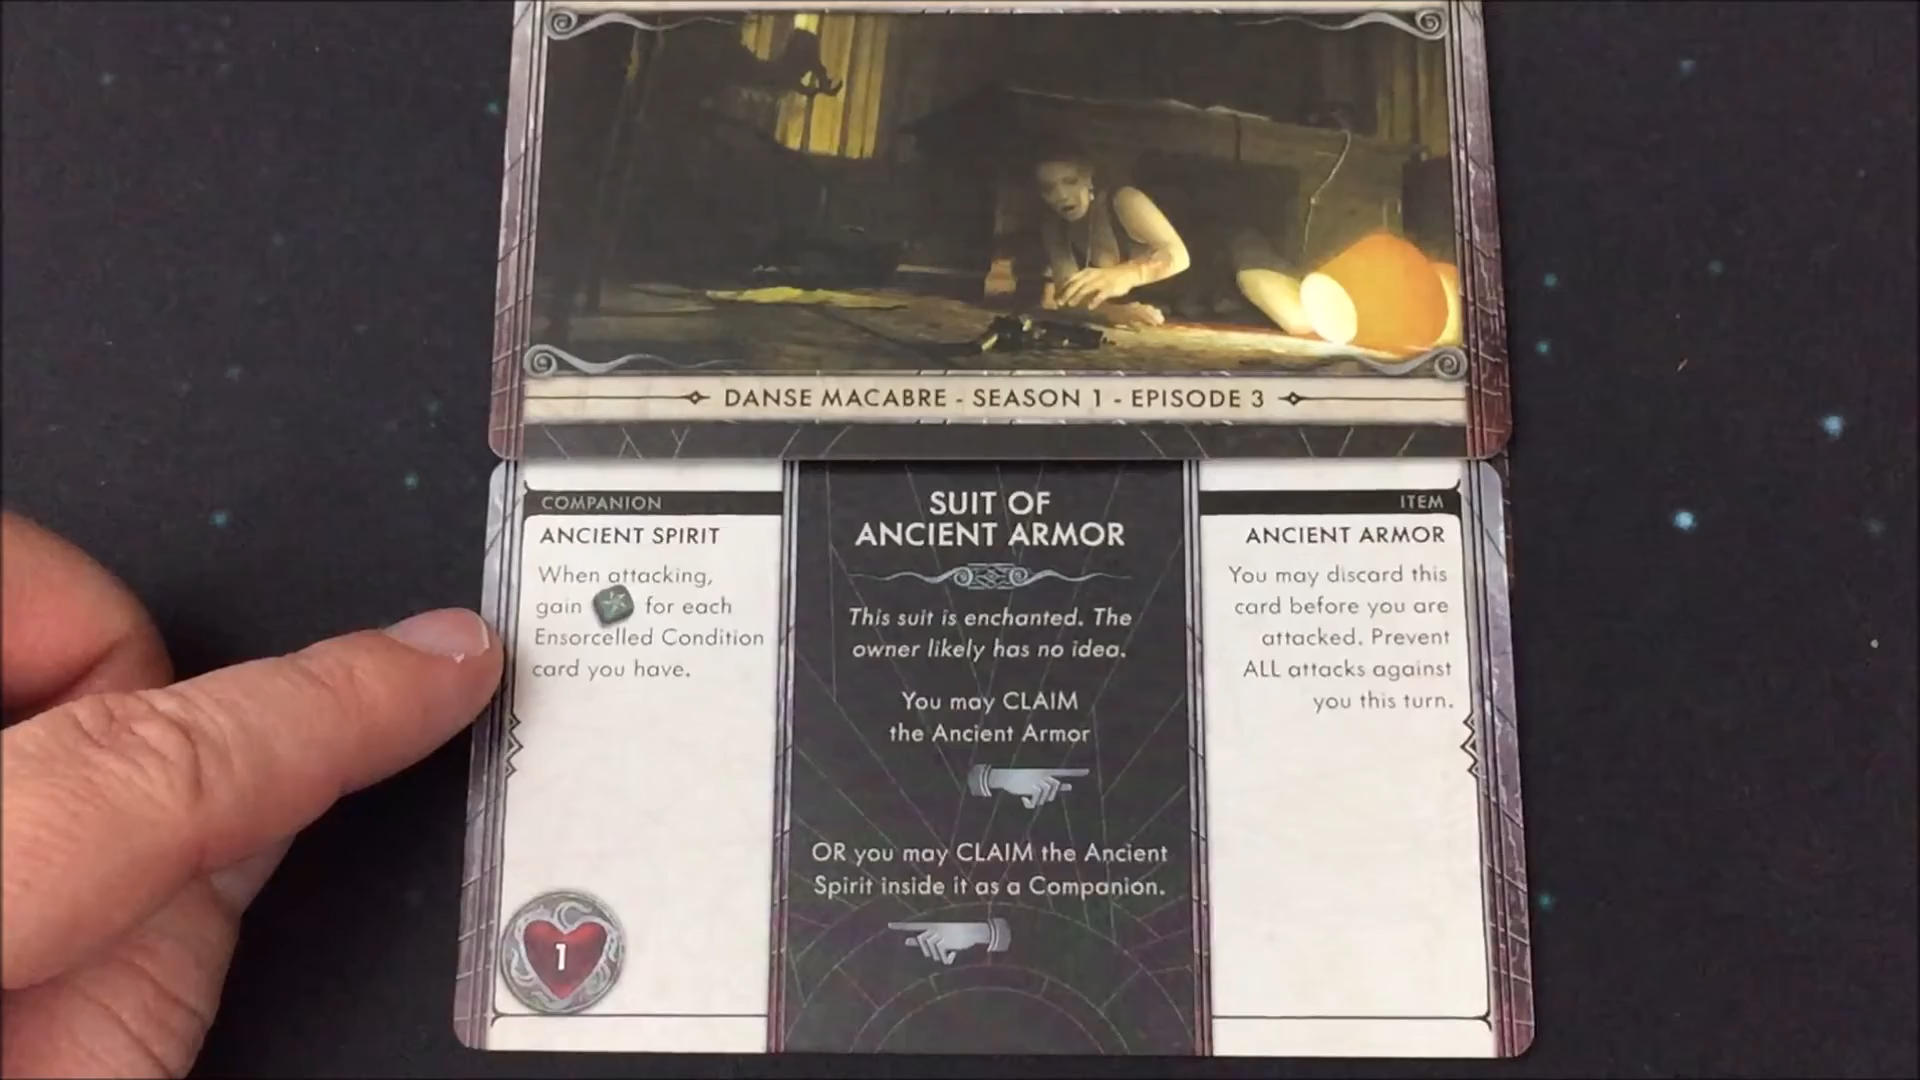 DANSE MACABRE - SEASON 1 - EPISODE 3
COMPANION
ANCIENT SPIRIT
When attacking,
gain for each
Ensorcelled Condition
card you have.
1
SUIT OF
ANCIENT ARMOR
This suit is enchanted. The
owner likely has no idea.
You may CLAIM
the Ancient Armor
OR you may CLAIM the Ancient
Spirit inside it as a Companion.
ITEM
ANCIENT ARMOR
You may discard this
card before you are
attacked. Prevent
ALL attacks against
you this turn.